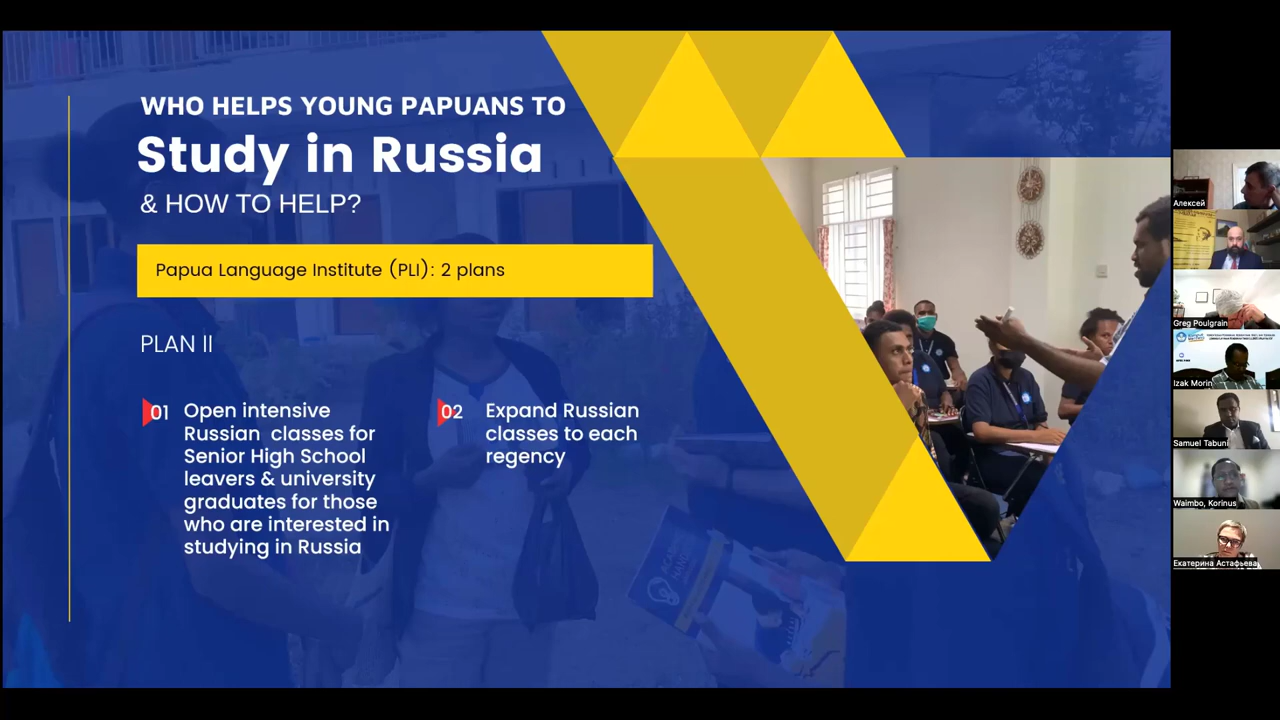 WHO HELPS YOUNG PAPUANS TO
Study in Russia
& HOW TO HELP?
Papua Language Institute (PLI): 2 plans
PLAN II
01
Open intensive
Russian classes for
Senior High School
leavers & university
graduates for those
who are interested in
studying in Russia
02
Expand Russian
classes to each
regency
Алексей
Greg Poulgrain
Izak Morin
Samuel Tabuni
Waimbo, Korinus
Екатерина Астафьева